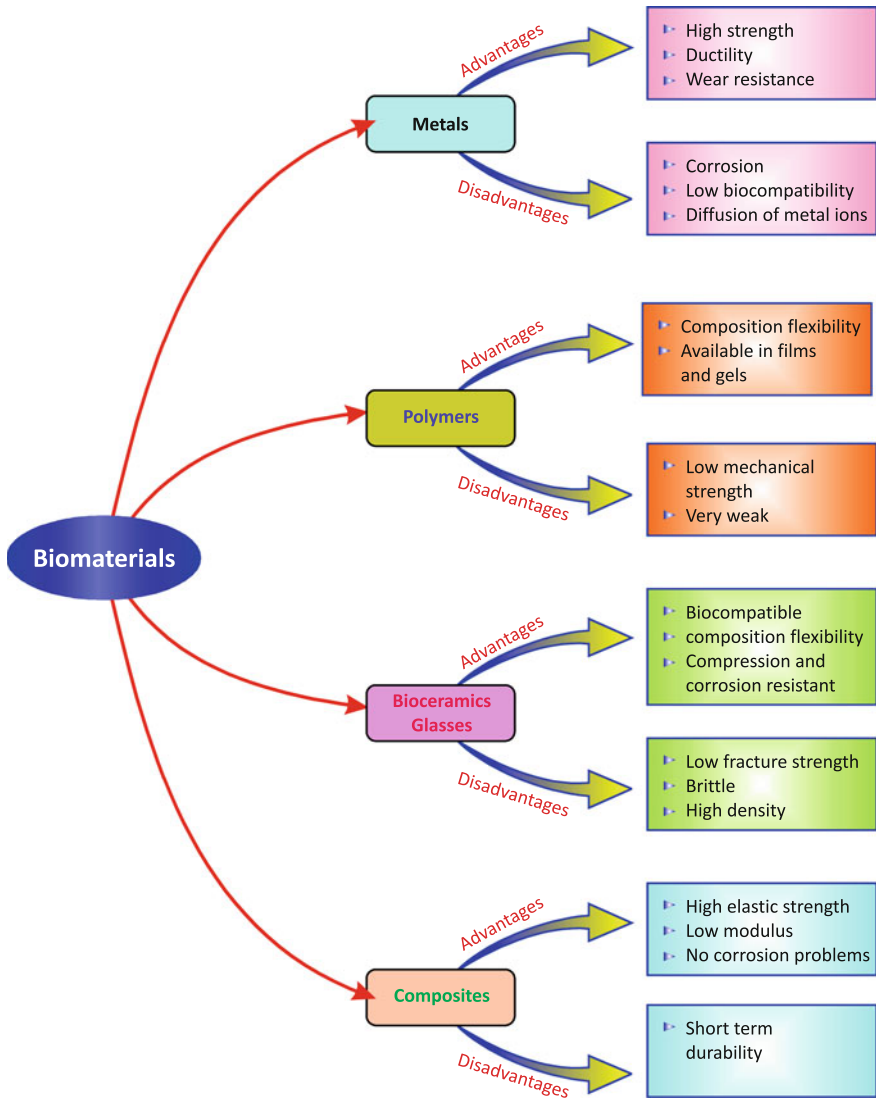 Advantages
High strength
Ductility
Wear resistance
Metals
Disadvantages
Corrosion
Low biocompatibility
Diffusion of metal ions
Advantages
Composition flexibility
Available in films
and gels
Polymers
Disadvantages
Low mechanical
strength
Very weak
Biomaterials
Advantages
Biocompatible
composition flexibility
Compression and
corrosion resistant
Bioceramics
Glasses
Disadvantages
Low fracture strength
Brittle
High density
Advantages
High elastic strength
Low modulus
No corrosion problems
Composites
Disadvantages
Short term
durability